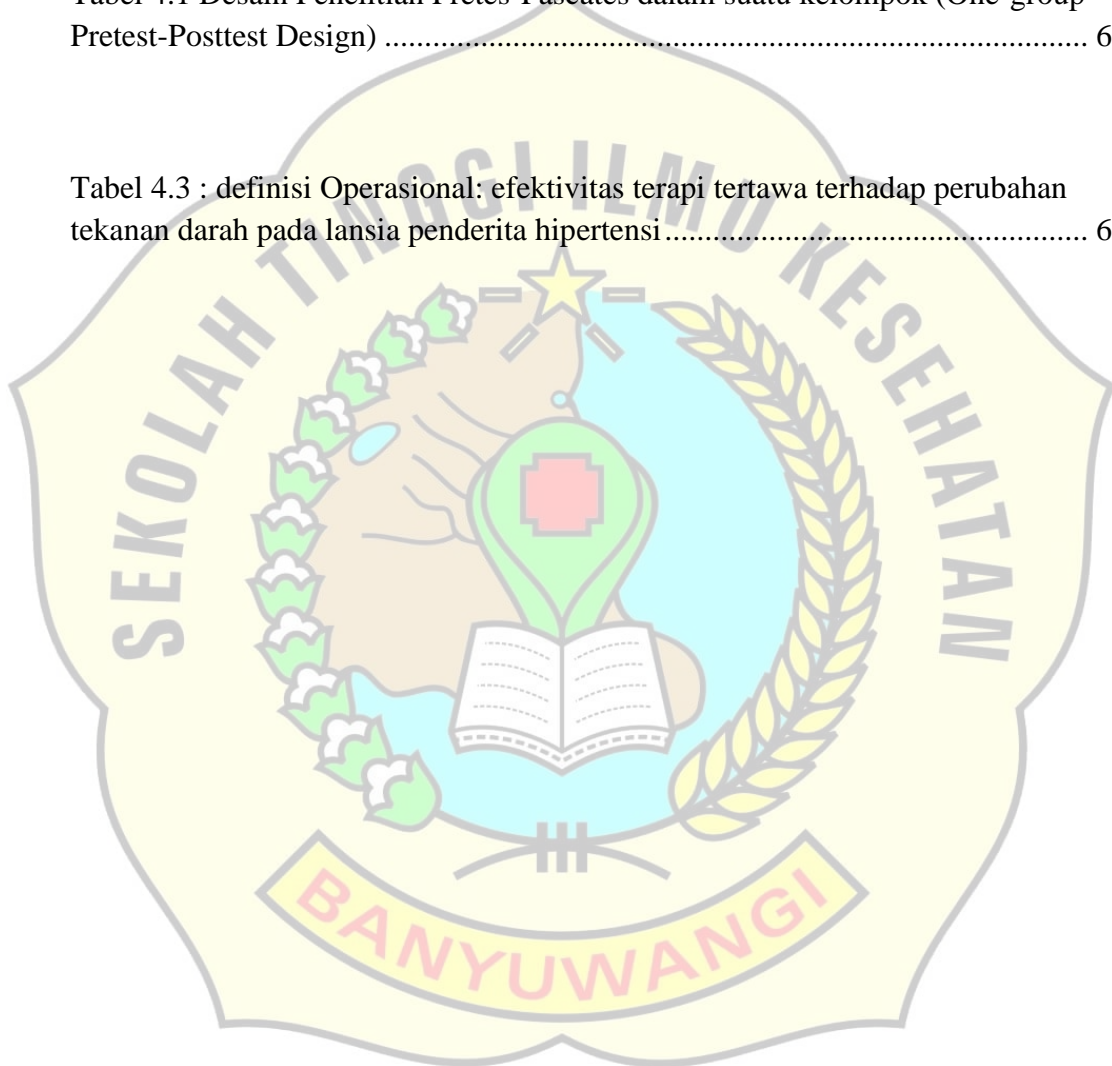 Pretest-Posttest Design) ........................................................................................ 6
Tabel 4.3 : definisi Operasional: efektivitas terapi tertawa terhadap perubahan
tekanan darah pada lansia penderita hipertensi ..................................................... 6
SEKOLAH TINGGI ILMU KESEHATAN
BANYUWANGI